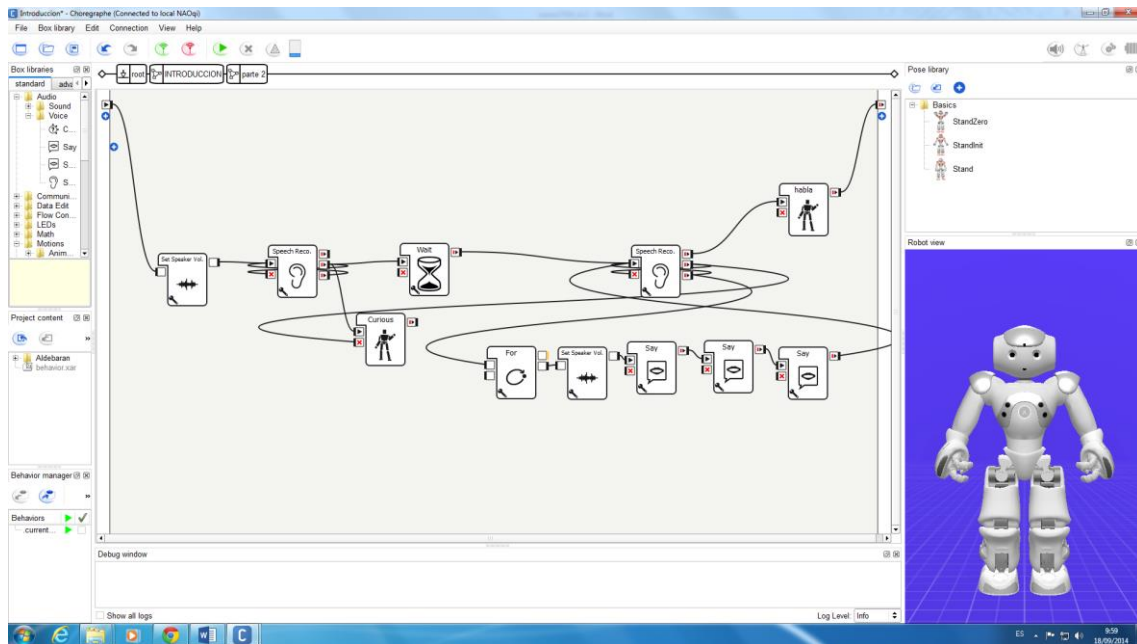 Introduccion* - Choregraphe (Connected to local NAOqi)
File Edit Box library Connection View Help
Box libraries
standard
root
INTRODUCCION
parte 2
Audio
Sound
Voice
C...
Say
S...
S...
Communi...
Data Edit
Flow Con...
LEDs
Math
Motions
Anim...
Project content
Aldebaran
behavior.xar
Behavior manager
Behaviors
current...
Set Speaker Vol.
Speech Reco.
Wait
Speech Reco.
habla
Curious
For
Set Speaker Vol.
Say
Say
Say
Debug window
Show all logs
Log Level: Info
Pose library
Basics
StandZero
StandInit
Stand
Robot view
ES
9:59
18/09/2014